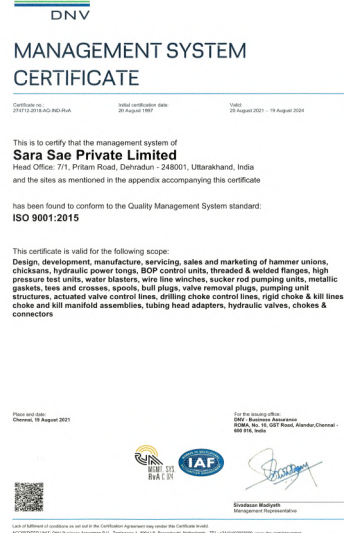 DNV
MANAGEMENT SYSTEM
CERTIFICATE
Certificate no.:
274712-2018-AQ-IND-RvA
Initial certification date:
20 August 1997
Valid:
20 August 2021 – 19 August 2024
This is to certify that the management system of
Sara Sae Private Limited
Head Office: 7/1, Pritam Road, Dehradun - 248001, Uttarakhand, India
and the sites as mentioned in the appendix accompanying this certificate
has been found to conform to the Quality Management System standard:
ISO 9001:2015
This certificate is valid for the following scope:
Design, development, manufacture, servicing, sales and marketing of hammer unions,
chicksans, hydraulic power tongs, BOP control units, threaded & welded flanges, high
pressure test units, water blasters, wire line winches, sucker rod pumping units, metallic
gaskets, tees and crosses, spools, bull plugs, valve removal plugs, pumping unit
structures, actuated valve control lines, drilling choke control lines, rigid choke & kill lines
choke and kill manifold assemblies, tubing head adapters, hydraulic valves, chokes &
connectors
Place and date:
Chennai, 19 August 2021
For the issuing office:
DNV - Business Assurance
ROMA, No. 10, GST Road, Alandur, Chennai -
600 016, India
MGMT. SYS.
RvA C 024
IAF
Sivadasan Madiyath
Management Representative
Lack of fulfilment of conditions as set out in the Certification Agreement may render this Certificate invalid.